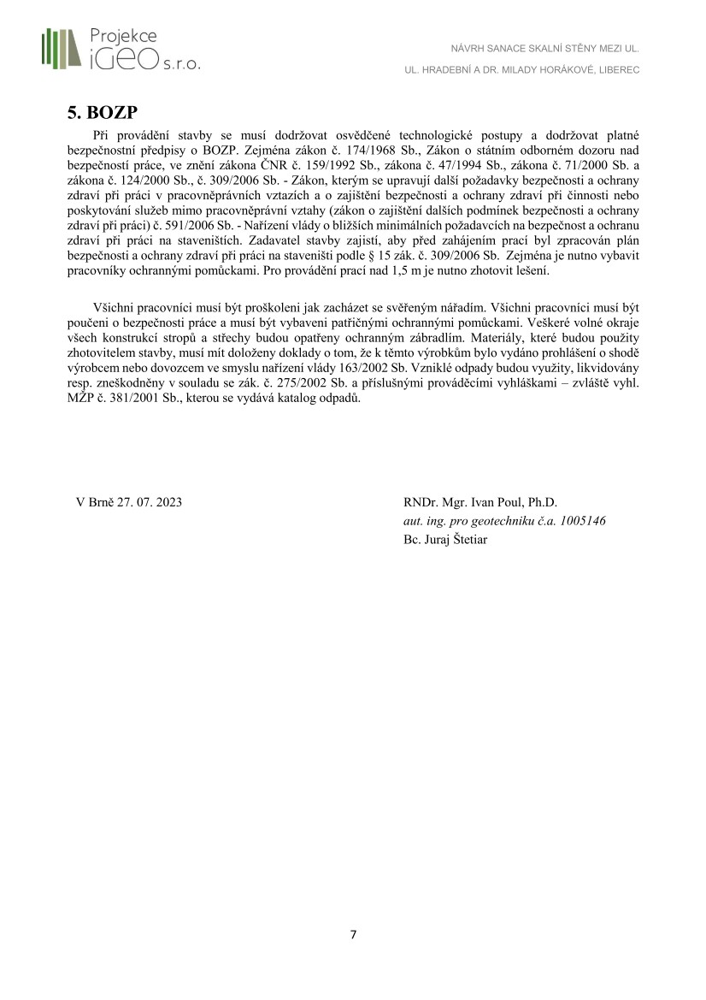 Projekce
iGEO s.r.o.
NÁVRH SANACE SKALNÍ STĚNY MEZI UL.
UL. HRADEBNÍ A DR. MILADY HORÁKOVÉ, LIBEREC
5. BOZP
Při provádění stavby se musí dodržovat osvědčené technologické postupy a dodržovat platné
bezpečnostní předpisy o BOZP. Zejména zákon č. 174/1968 Sb., Zákon o státním odborném dozoru nad
bezpečností práce, ve znění zákona ČNR č. 159/1992 Sb., zákona č. 47/1994 Sb., zákona č. 71/2000 Sb. a
zákona č. 124/2000 Sb., č. 309/2006 Sb. - Zákon, kterým se upravují další požadavky bezpečnosti a ochrany
zdraví při práci v pracovněprávních vztazích a o zajištění bezpečnosti a ochrany zdraví při činnosti nebo
poskytování služeb mimo pracovněprávní vztahy (zákon o zajištění dalších podmínek bezpečnosti a ochrany
zdraví při práci) č. 591/2006 Sb. - Nařízení vlády o bližších minimálních požadavcích na bezpečnost a ochranu
zdraví při práci na staveništích. Zadavatel stavby zajistí, aby před zahájením prací byl zpracován plán
bezpečnosti a ochrany zdraví při práci na staveništi podle § 15 zák. č. 309/2006 Sb.  Zejména je nutno vybavit
pracovníky ochrannými pomůckami. Pro provádění prací nad 1,5 m je nutno zhotovit lešení.
Všichni pracovníci musí být proškoleni jak zacházet se svěřeným nářadím. Všichni pracovníci musí být
poučeni o bezpečnosti práce a musí být vybaveni patřičnými ochrannými pomůckami. Veškeré volné okraje
všech konstrukcí stropů a střechy budou opatřeny ochranným zábradlím. Materiály, které budou použity
zhotovitelem stavby, musí mít doloženy doklady o tom, že k těmto výrobkům bylo vydáno prohlášení o shodě
výrobcem nebo dovozcem ve smyslu nařízení vlády 163/2002 Sb. Vzniklé odpady budou využity, likvidovány
resp. zneškodněny v souladu se zák. č. 275/2002 Sb. a příslušnými prováděcími vyhláškami – zvláště vyhl.
MŽP č. 381/2001 Sb., kterou se vydává katalog odpadů.
V Brně 27. 07. 2023
RNDr. Mgr. Ivan Poul, Ph.D.
aut. ing. pro geotechniku č.a. 1005146
Bc. Juraj Štetiar
7